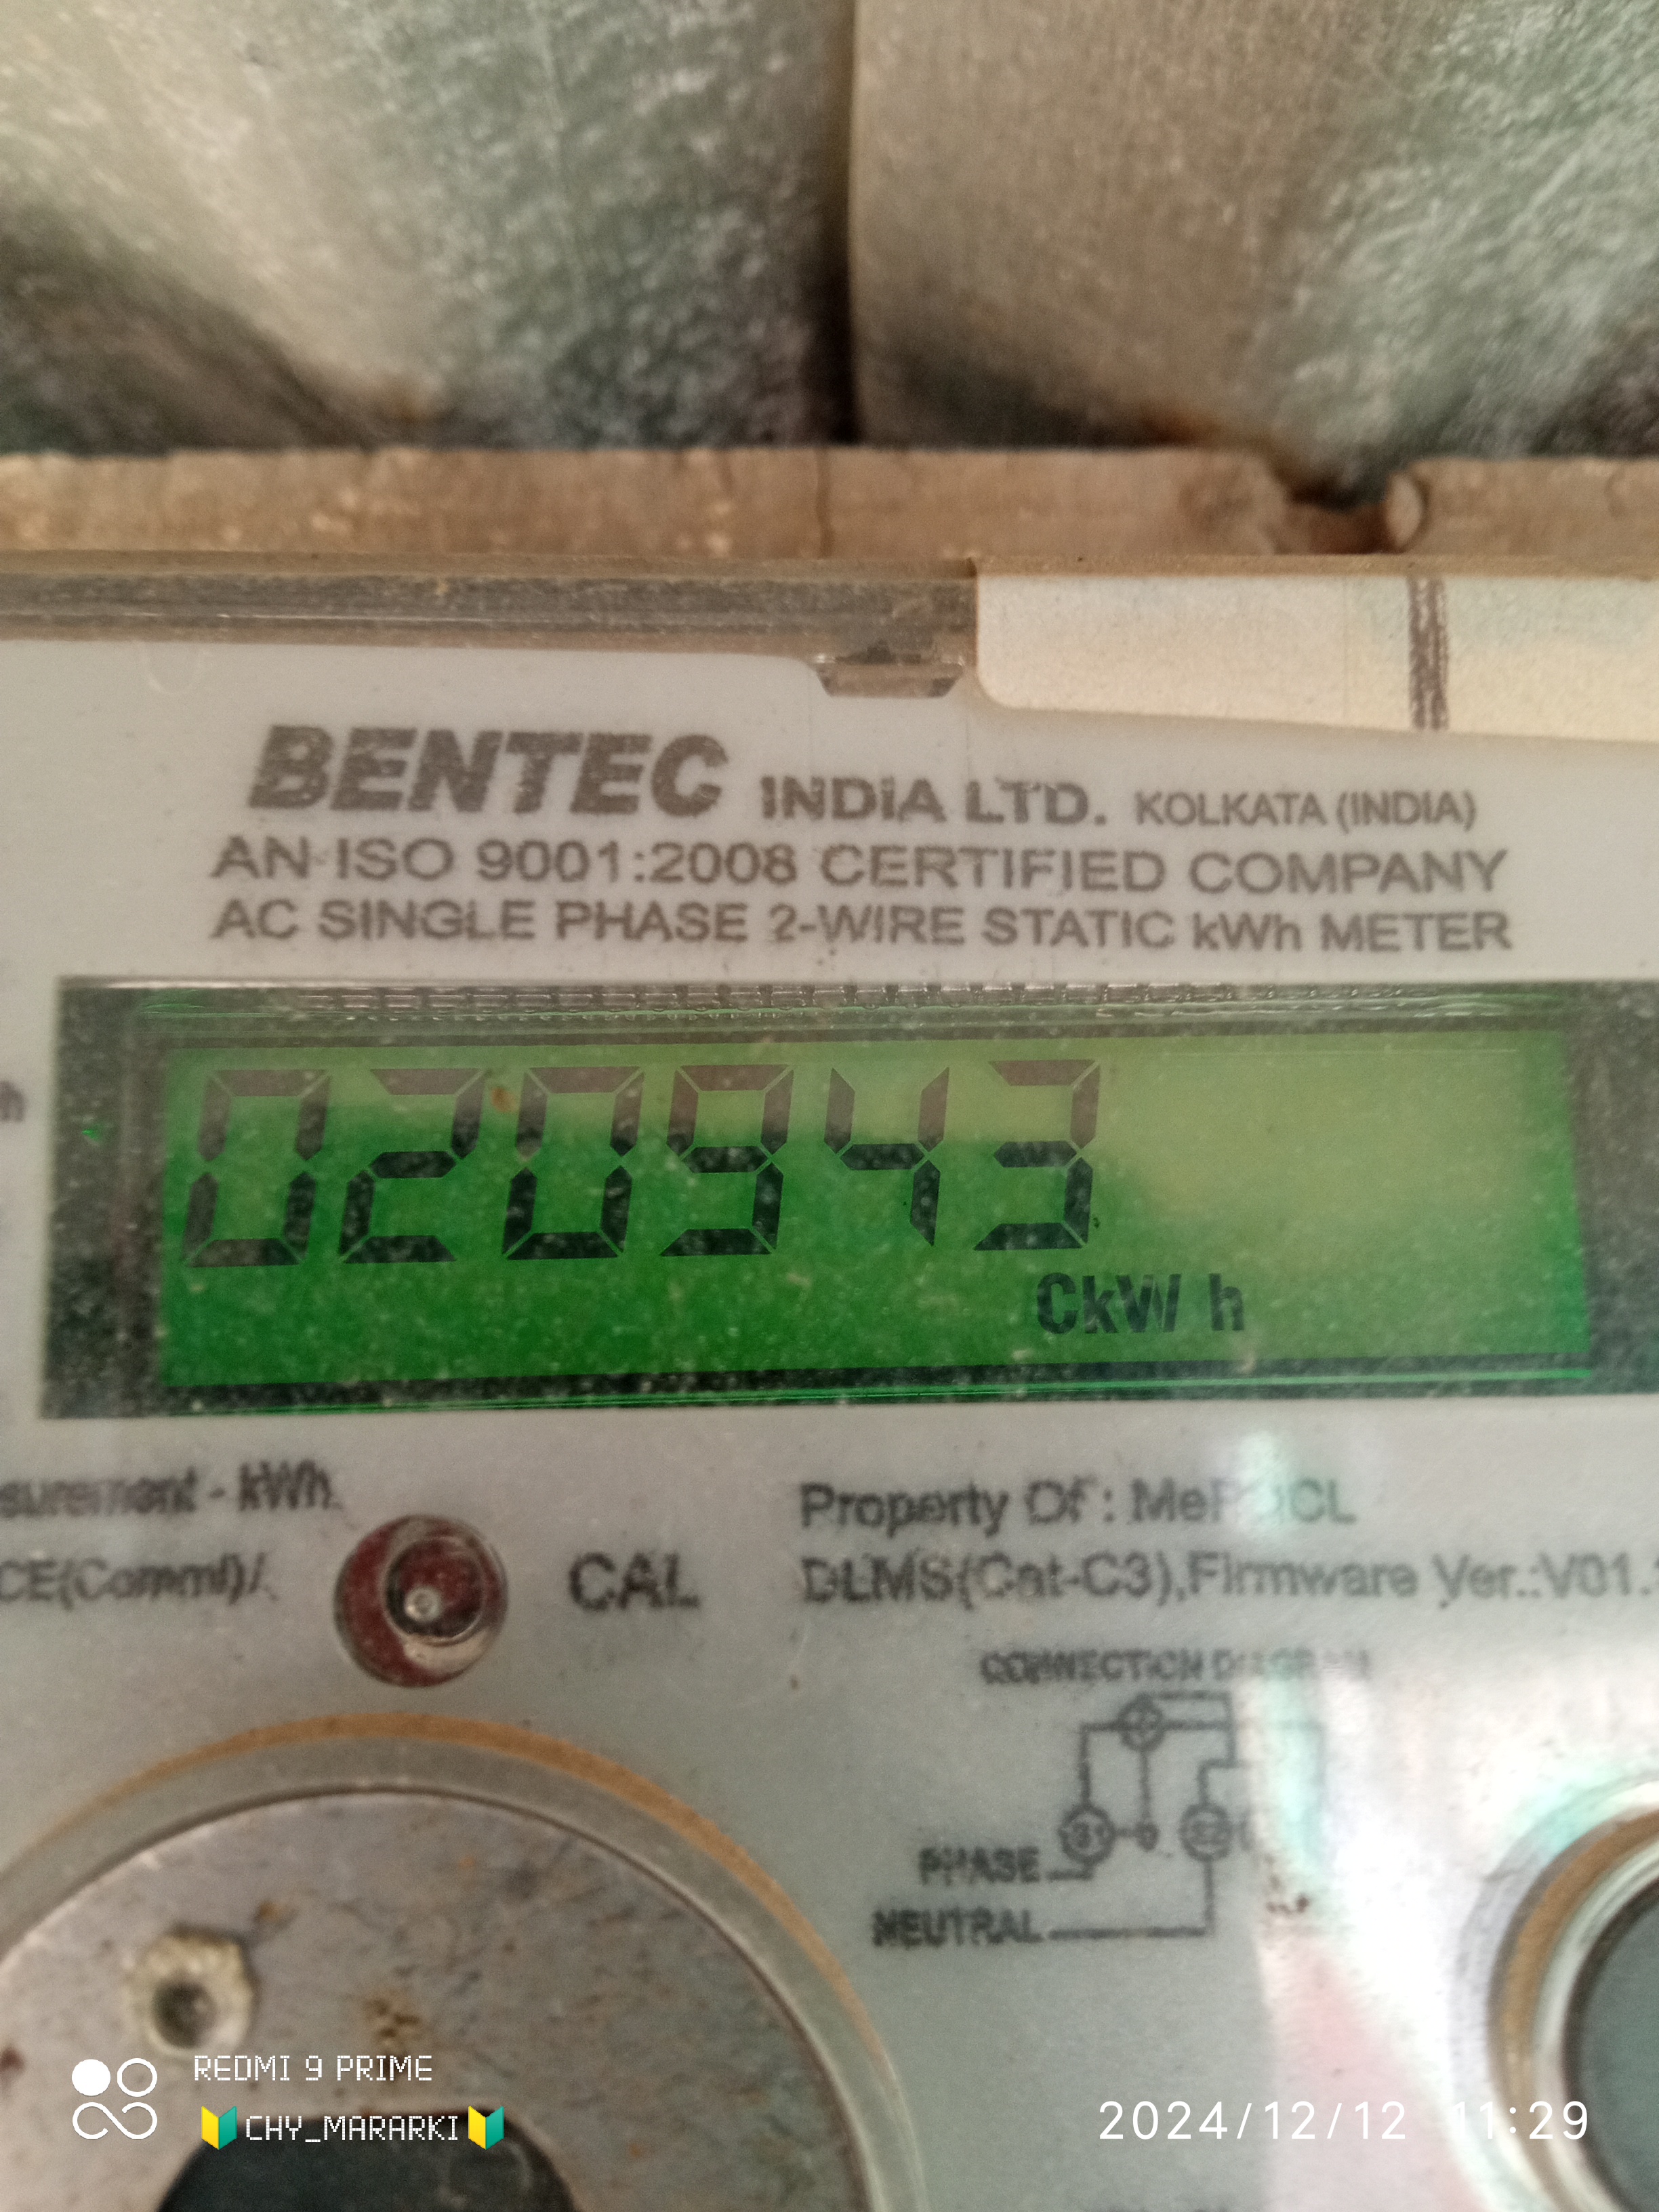 BENTEC INDIA LTD. KOLKATA (INDIA)
AN ISO 9001:2008 CERTIFIED COMPANY
AC SINGLE PHASE 2-WIRE STATIC kWh METER
020943
CkW h
surement - kWh
CE(Comml)/
CAL
Property Of :
DLMS(Cat-C3),Firmware Ver.:V01.
CONNECTION DIAGRAM
PHASE
NEUTRAL
REDMI 9 PRIME
🔰CHY_MARARKI🔰
2024/12/12 11:29